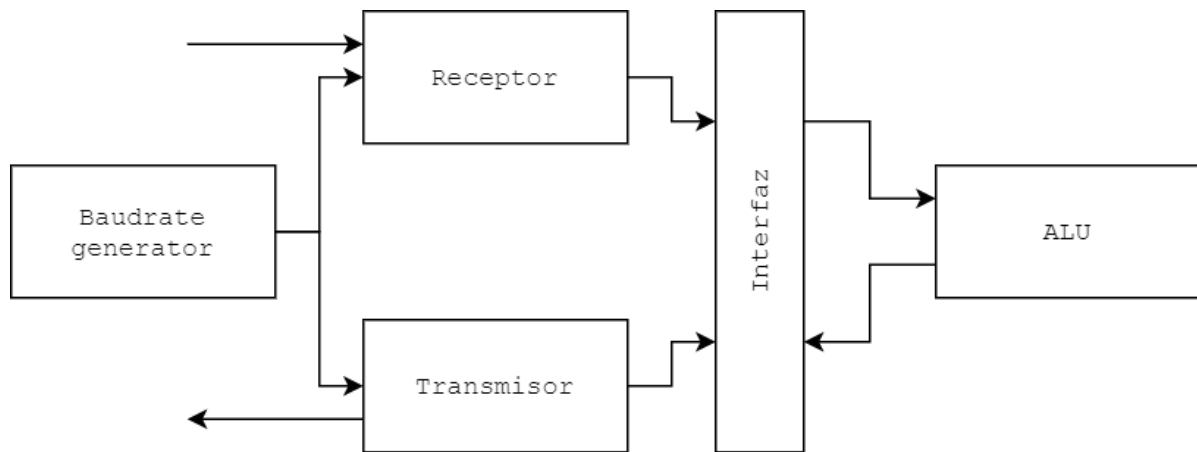 Receptor
Baudrate
generator
Interfaz
ALU
Transmisor